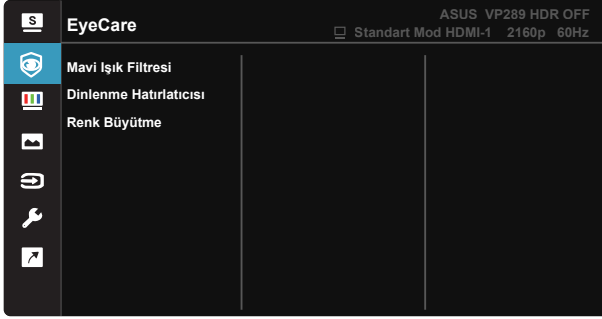 S
EyeCare
ASUS VP289 HDR OFF
Standart Mod HDMI-1 2160p 60Hz
Mavi Işık Filtresi
Dinlenme Hatırlatıcısı
Renk Büyütme